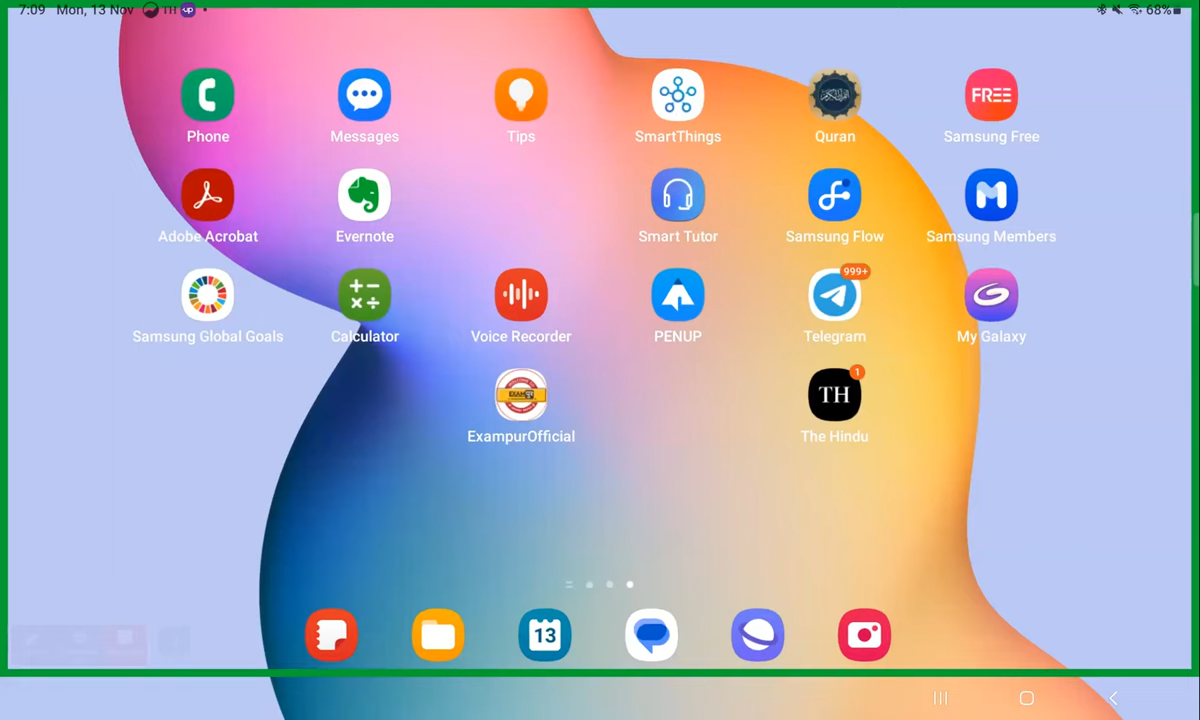 7:09 Mon, 13 Nov TH up 68%
Phone Messages Tips SmartThings Quran FREE Samsung Free
Adobe Acrobat Evernote Smart Tutor Samsung Flow Samsung Members
999+
Samsung Global Goals Calculator Voice Recorder PENUP Telegram My Galaxy
1
TH
ExampurOfficial The Hindu
13